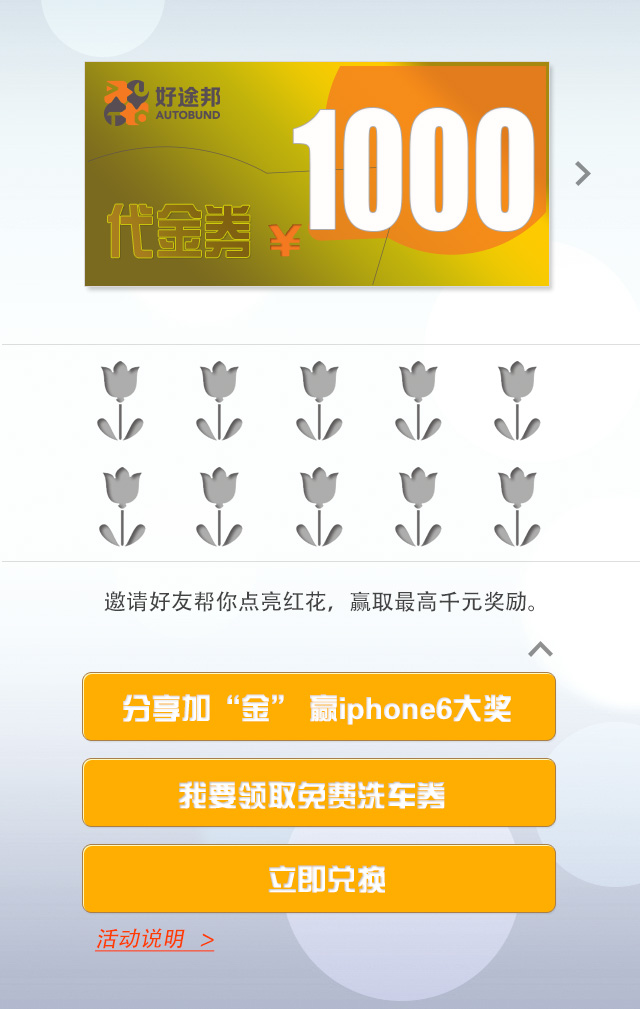 好途邦
AUTOBUND
1000
代金券 ¥
邀请好友帮你点亮红花，赢取最高千元奖励。
分享加“金” 赢iphone6大奖
我要领取免费洗车券
立即兑换
活动说明 >